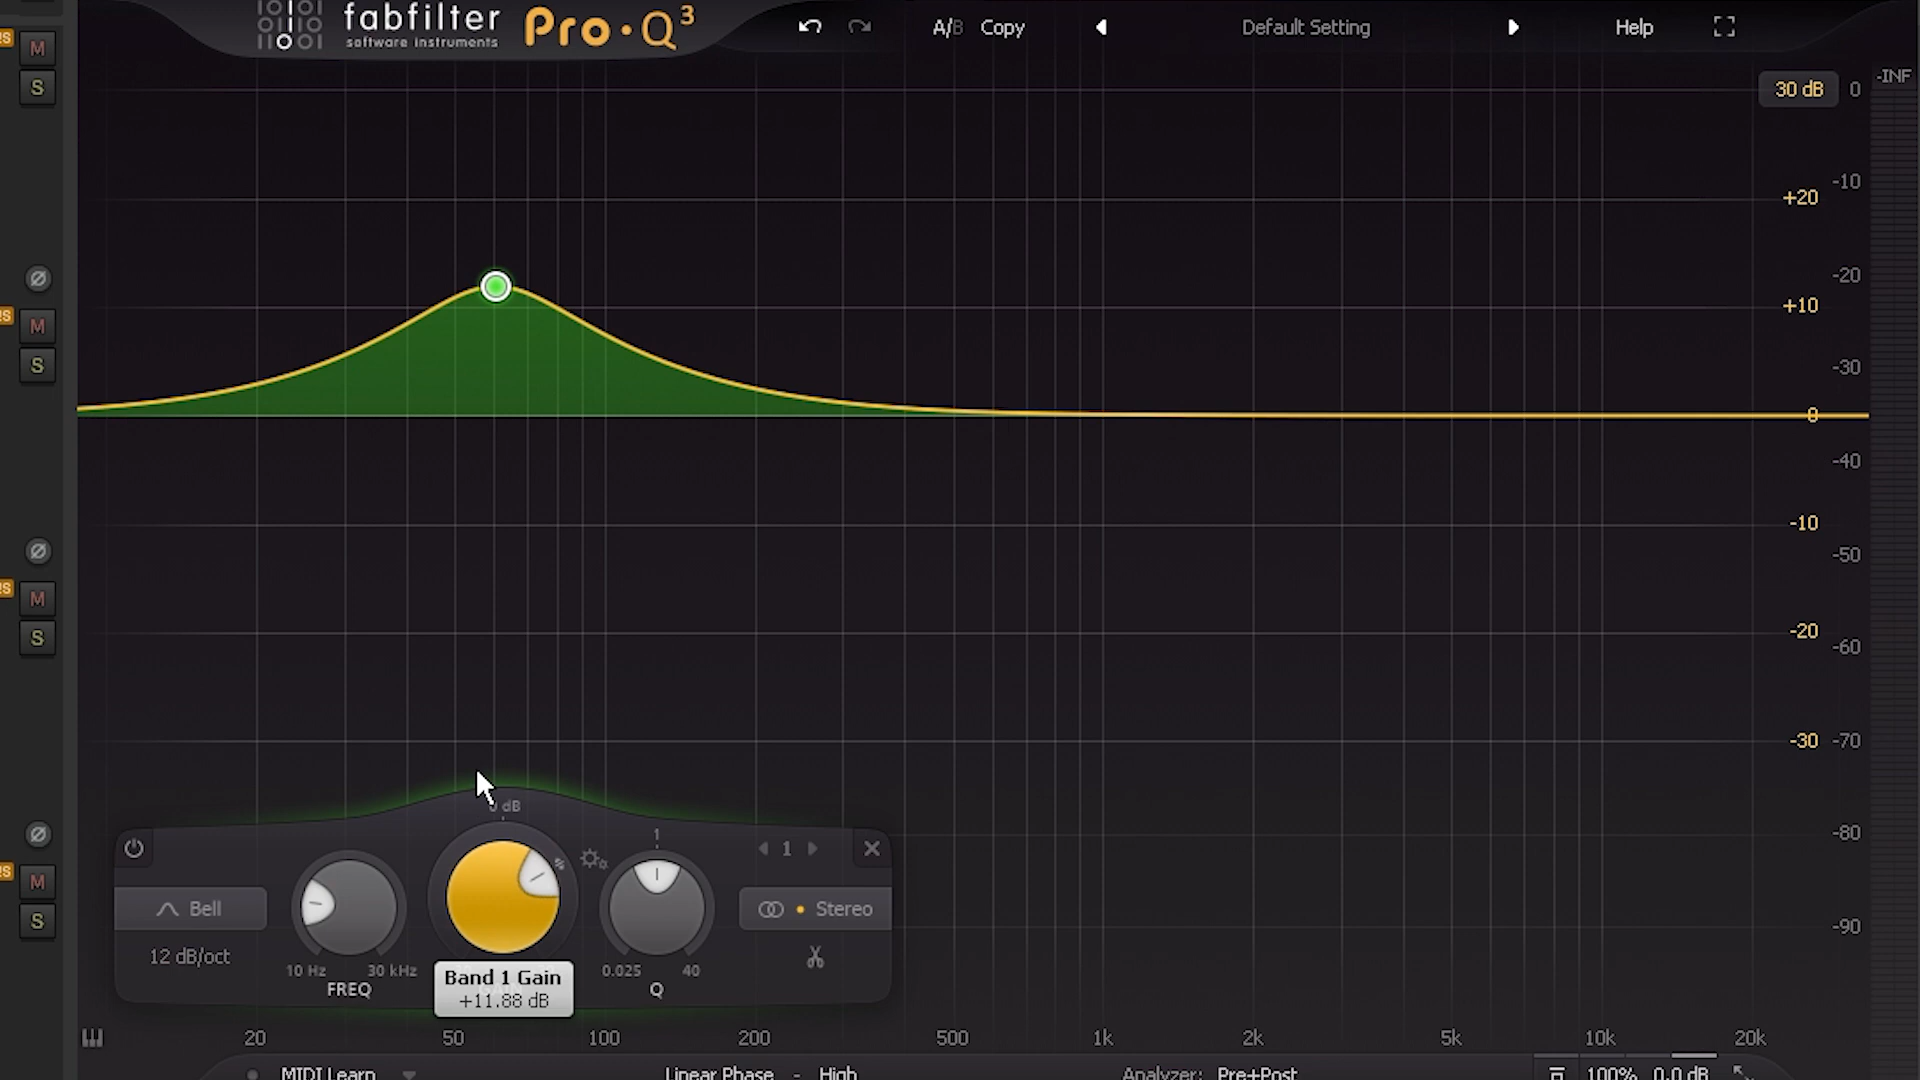 fabfilter
software instruments
Pro·Q3
A/B Copy
Default Setting
Help
-INF
30 dB 0
M
S
+20 -10
-20
+10
-30
0
-40
-10
-50
-20
-60
-30 -70
-80
-90
M
S
M
S
M
S
0 dB
1
1
Bell
12 dB/oct
10 Hz 30 kHz
FREQ
Band 1 Gain
+11.88 dB
0.025 40
Q
Stereo
20 50 100 200 500 1k 2k 5k 10k 20k
MIDI Learn
Linear Phase - High
Analyzer: Pre+Post
100% 0.0 dB